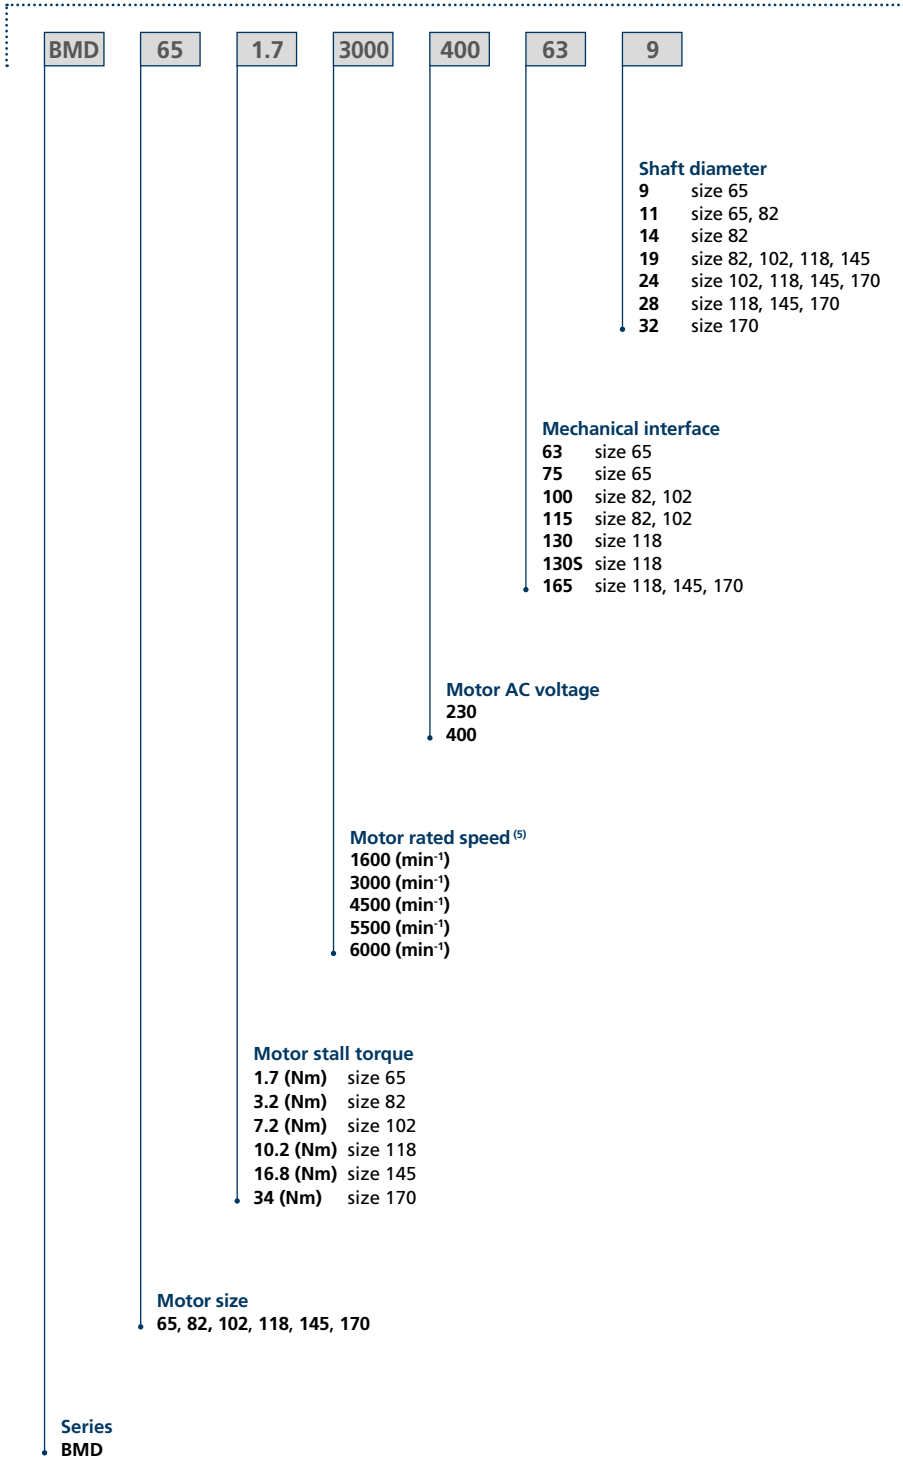 BMD 65 1.7 3000 400 63 9
Shaft diameter
9 size 65
11 size 65, 82
14 size 82
19 size 82, 102, 118, 145
24 size 102, 118, 145, 170
28 size 118, 145, 170
32 size 170
Mechanical interface
63 size 65
75 size 65
100 size 82, 102
115 size 82, 102
130 size 118
130S size 118
165 size 118, 145, 170
Motor AC voltage
230
400
Motor rated speed (5)
1600 (min-1)
3000 (min-1)
4500 (min-1)
5500 (min-1)
6000 (min-1)
Motor stall torque
1.7 (Nm) size 65
3.2 (Nm) size 82
7.2 (Nm) size 102
10.2 (Nm) size 118
16.8 (Nm) size 145
34 (Nm) size 170
Motor size
65, 82, 102, 118, 145, 170
Series
BMD